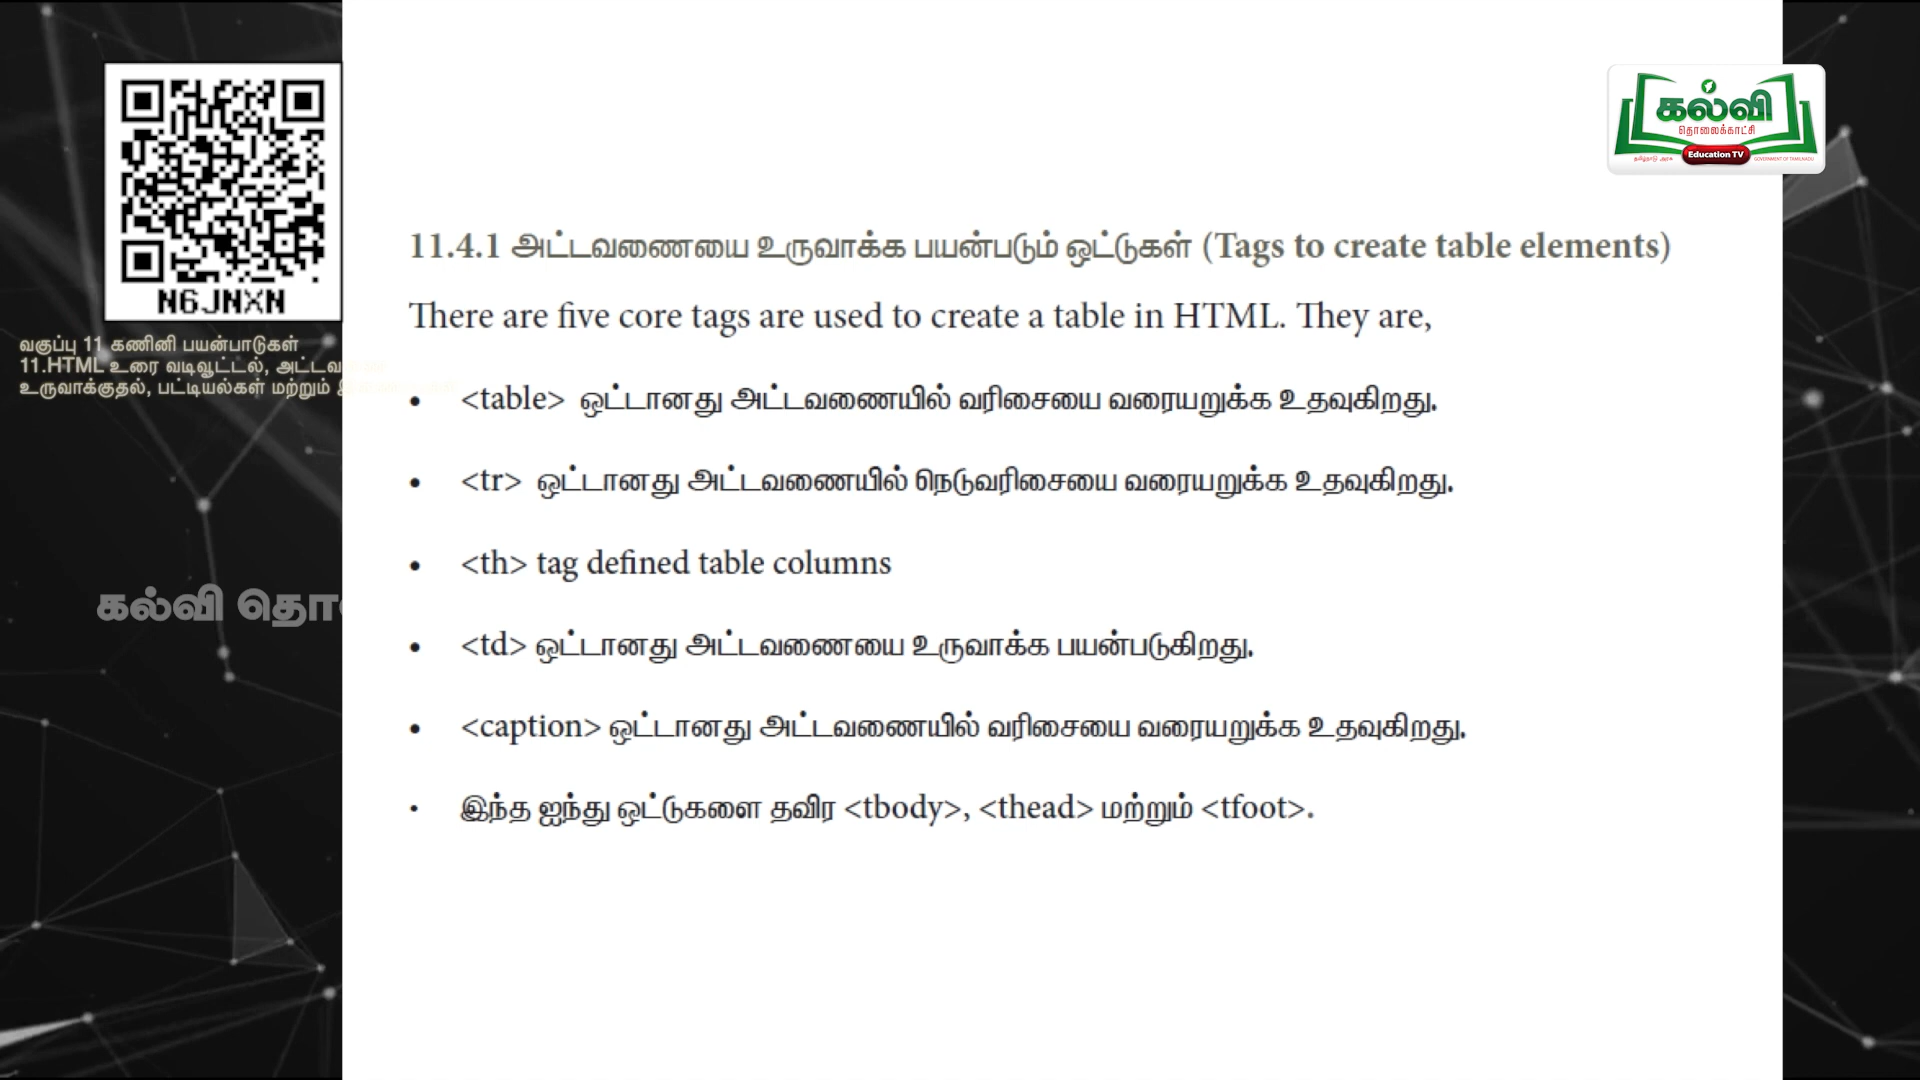 N6JNXN
வகுப்பு 11 கணினி பயன்பாடுகள்
11.HTML உரை வடிவூட்டல்,
உருவாக்குதல், பட்டியல்கள் மற்றும்
கல்வி
கல்வி
தொலைக்காட்சி
தமிழ்நாடு அரசு
Education TV
GOVERNMENT OF TAMILNADU
11.4.1 அட்டவணையை உருவாக்க பயன்படும் ஒட்டுகள் (Tags to create table elements)
There are five core tags are used to create a table in HTML. They are,
• <table> ஒட்டானது அட்டவணையில் வரிசையை வரையறுக்க உதவுகிறது.
• <tr> ஒட்டானது அட்டவணையில் நெடுவரிசையை வரையறுக்க உதவுகிறது.
• <th> tag defined table columns
• <td> ஒட்டானது அட்டவணையை உருவாக்க பயன்படுகிறது.
• <caption> ஒட்டானது அட்டவணையில் வரிசையை வரையறுக்க உதவுகிறது.
• இந்த ஐந்து ஒட்டுகளை தவிர <tbody>, <thead> மற்றும் <tfoot>.